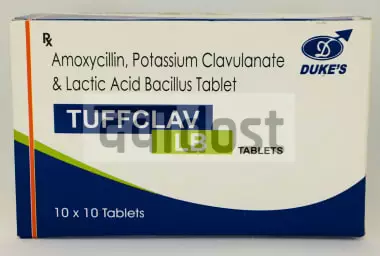 Rx
Amoxycillin, Potassium Clavulanate
& Lactic Acid Bacillus Tablet
D
DUKE'S
TUFFCLAV
LB
TABLETS
10 x 10 Tablets